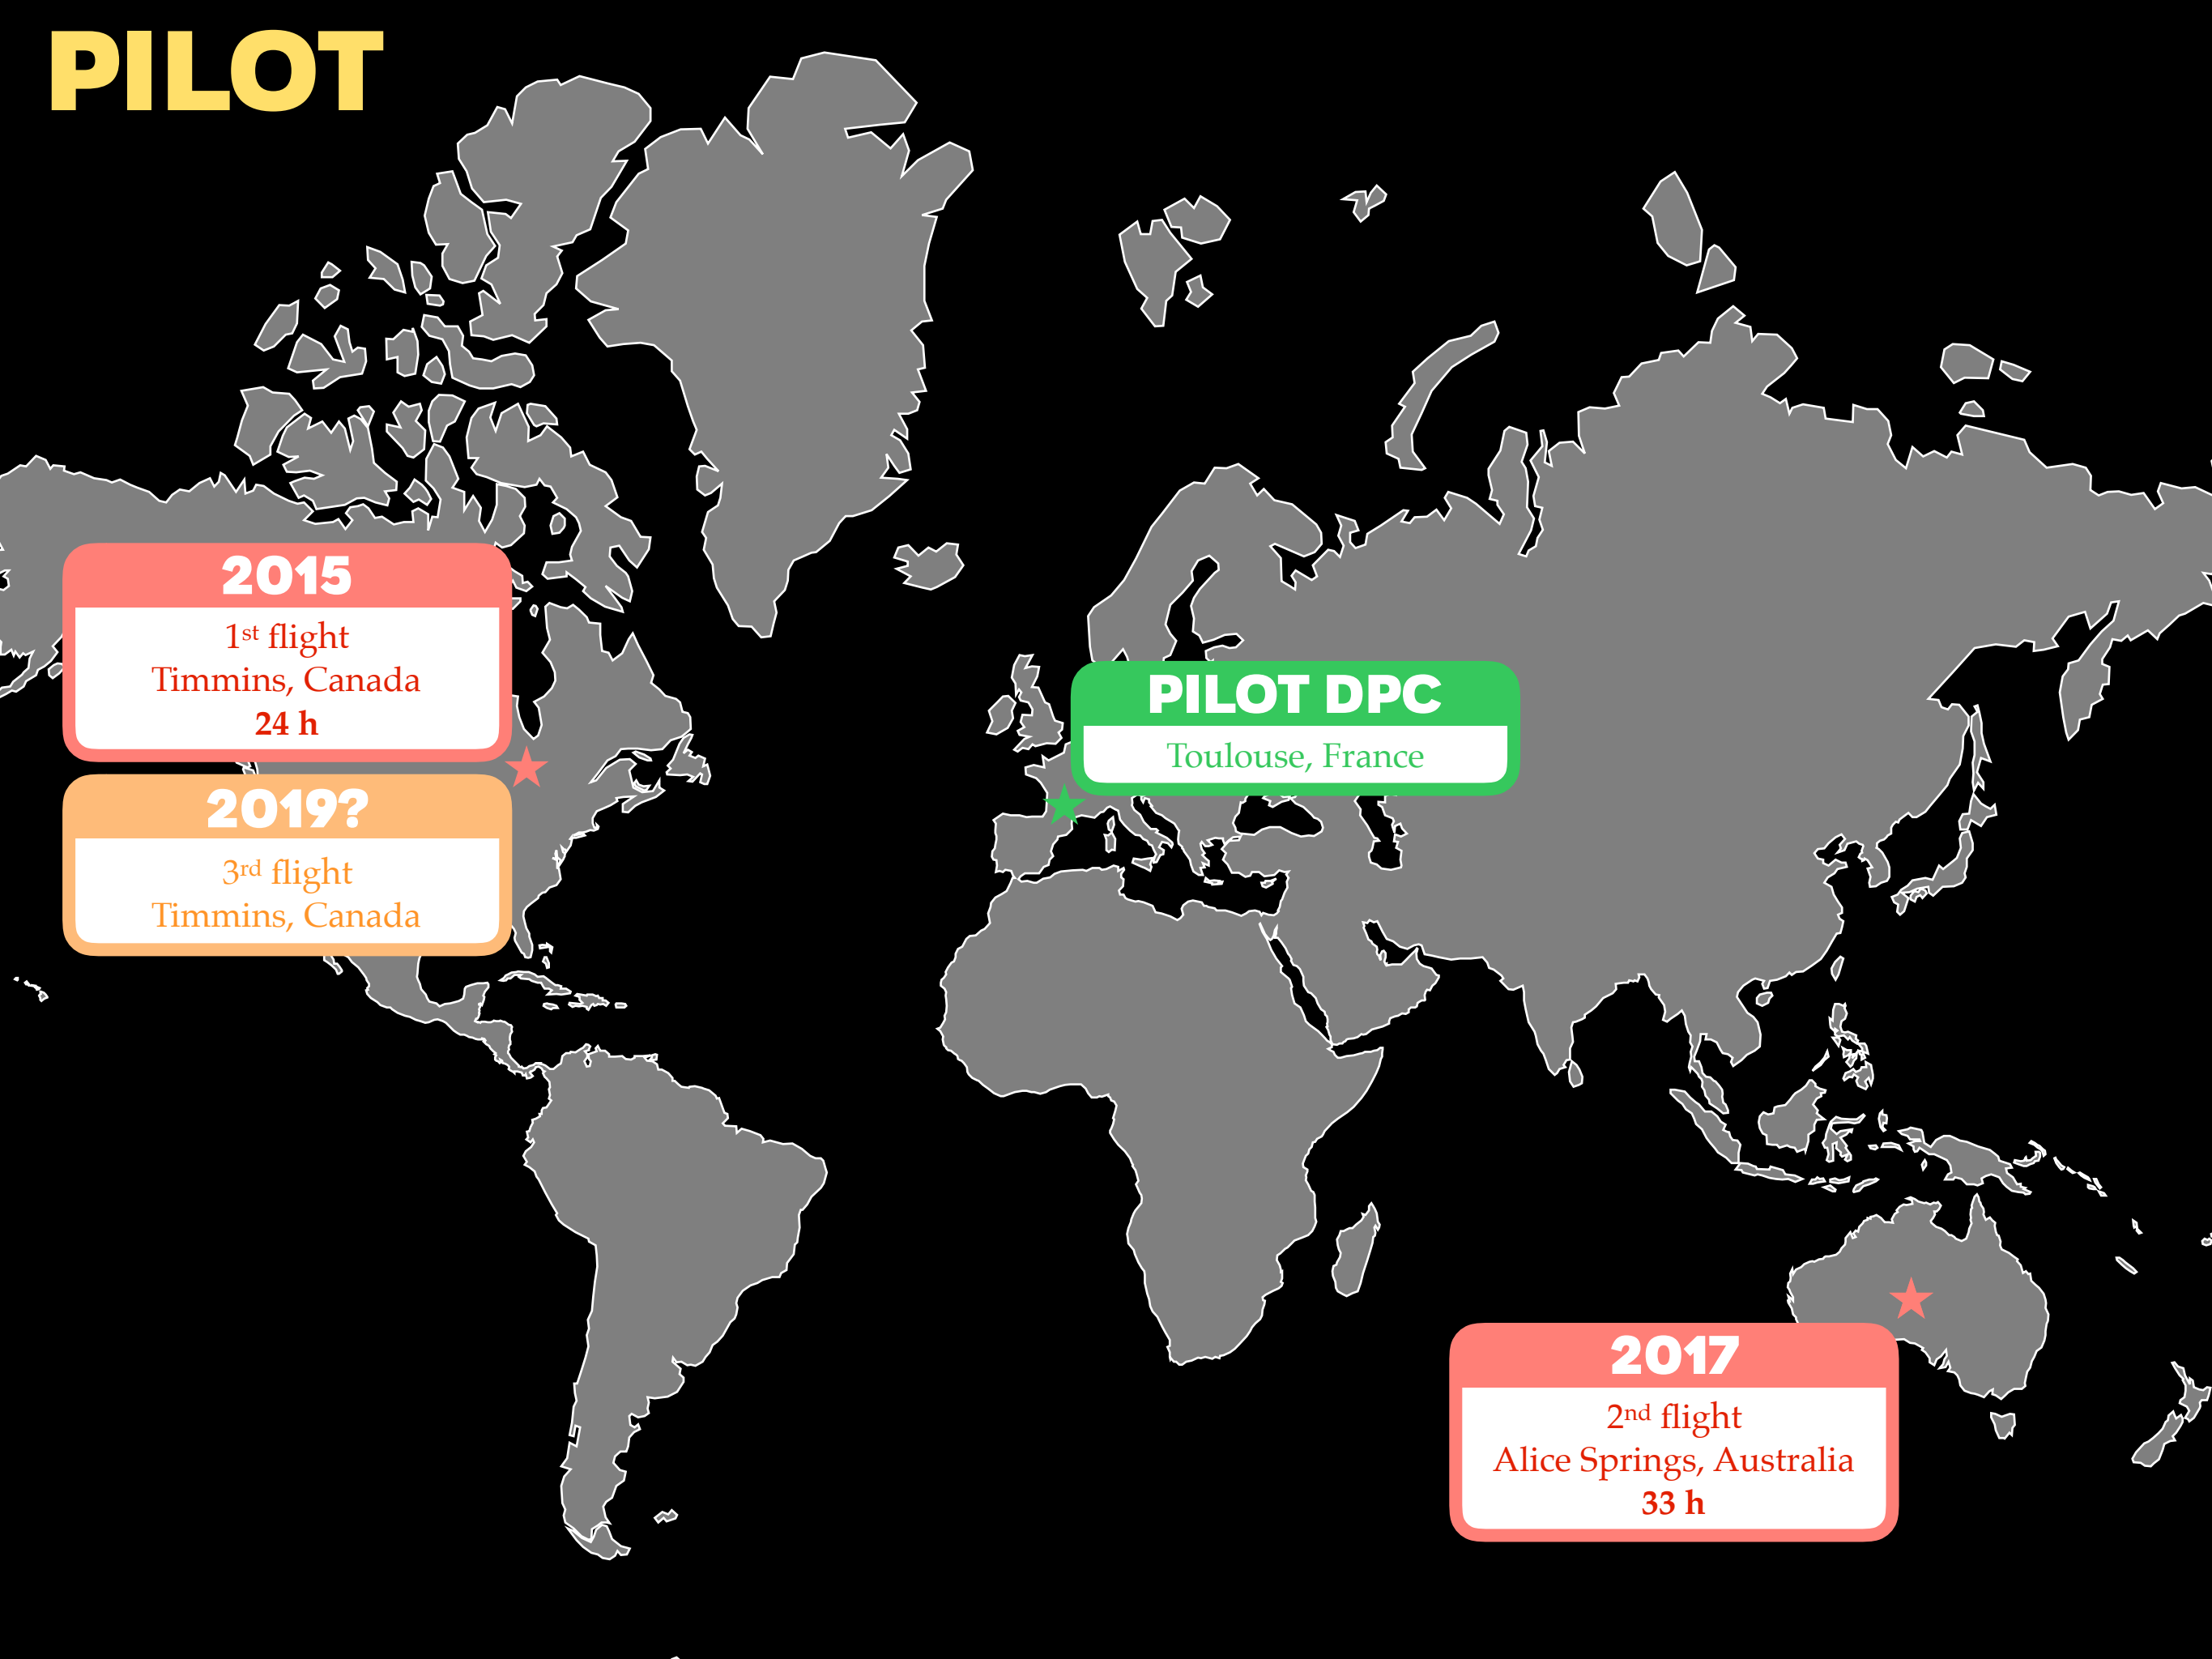 PILOT
2015
1st flight
Timmins, Canada
24 h
2019?
3rd flight
Timmins, Canada
PILOT DPC
Toulouse, France
2017
2nd flight
Alice Springs, Australia
33 h